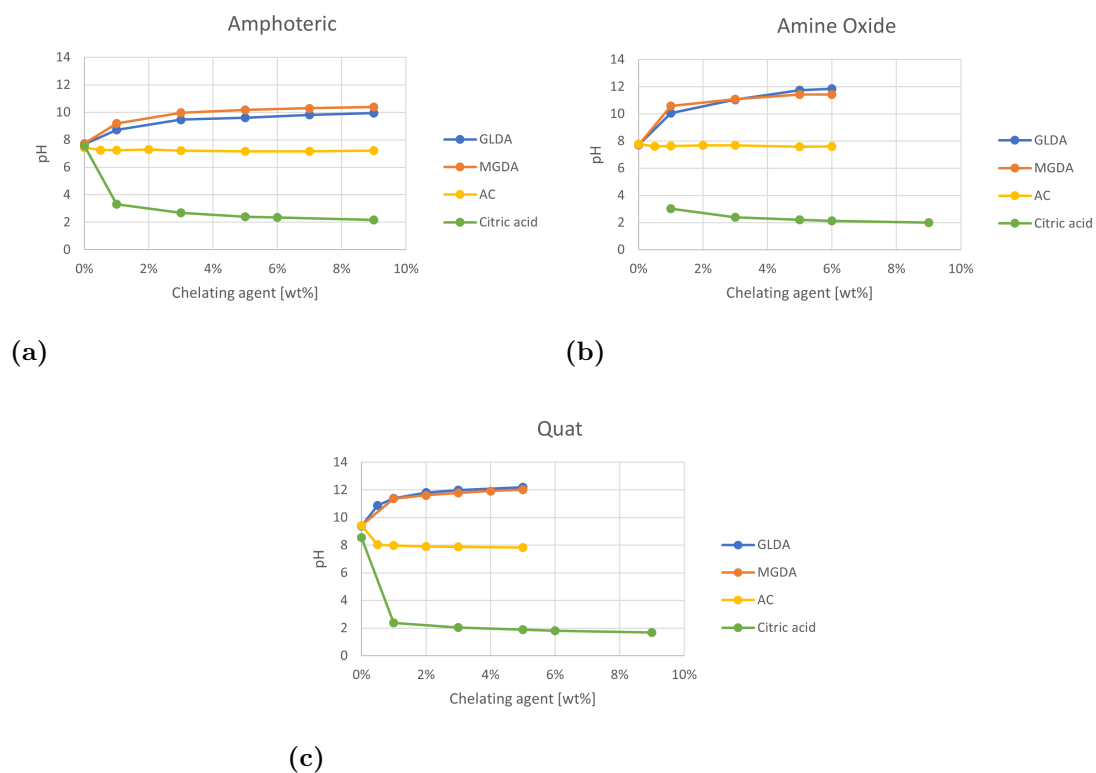 Amphoteric
14
12
10
8
6
4
2
0
pH
0% 2% 4% 6% 8% 10%
Chelating agent [wt%]
GLDA
MGDA
AC
Citric acid
(a)
Amine Oxide
14
12
10
8
6
4
2
0
pH
0% 2% 4% 6% 8% 10%
Chelating agent [wt%]
GLDA
MGDA
AC
Citric acid
(b)
Quat
14
12
10
8
6
4
2
0
pH
0% 2% 4% 6% 8% 10%
Chelating agent [wt%]
GLDA
MGDA
AC
Citric acid
(c)